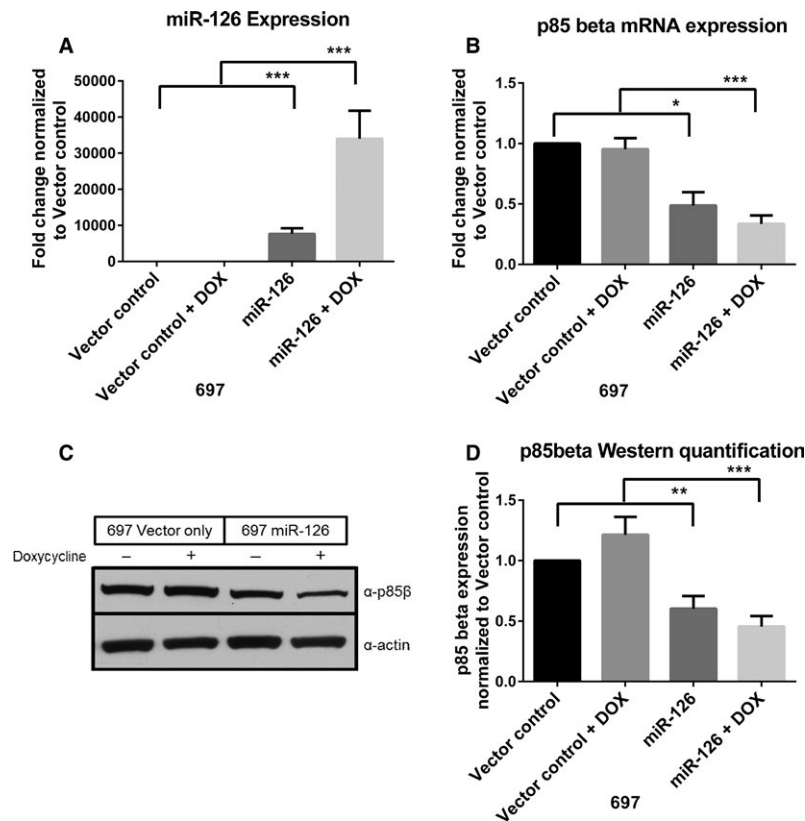 A
miR-126 Expression
Fold change normalized
to Vector control
50000
40000
30000
20000
10000
0
***
***
Vector control
Vector control + DOX
miR-126
miR-126 + DOX
697
B
p85 beta mRNA expression
Fold change normalized
to Vector control
1.5
1.0
0.5
0.0
***
*
Vector control
Vector control + DOX
miR-126
miR-126 + DOX
697
C
697 Vector only 697 miR-126
Doxycycline – + – +
α-p85β
α-actin
D
p85beta Western quantification
p85 beta expression
normalized to Vector control
1.5
1.0
0.5
0.0
***
**
Vector control
Vector control + DOX
miR-126
miR-126 + DOX
697